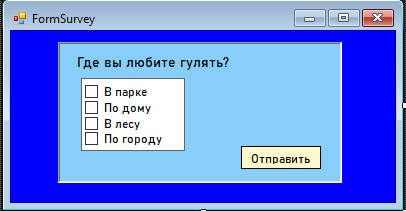 FormSurvey
Где вы любите гулять?
В парке
По дому
В лесу
По городу
Отправить